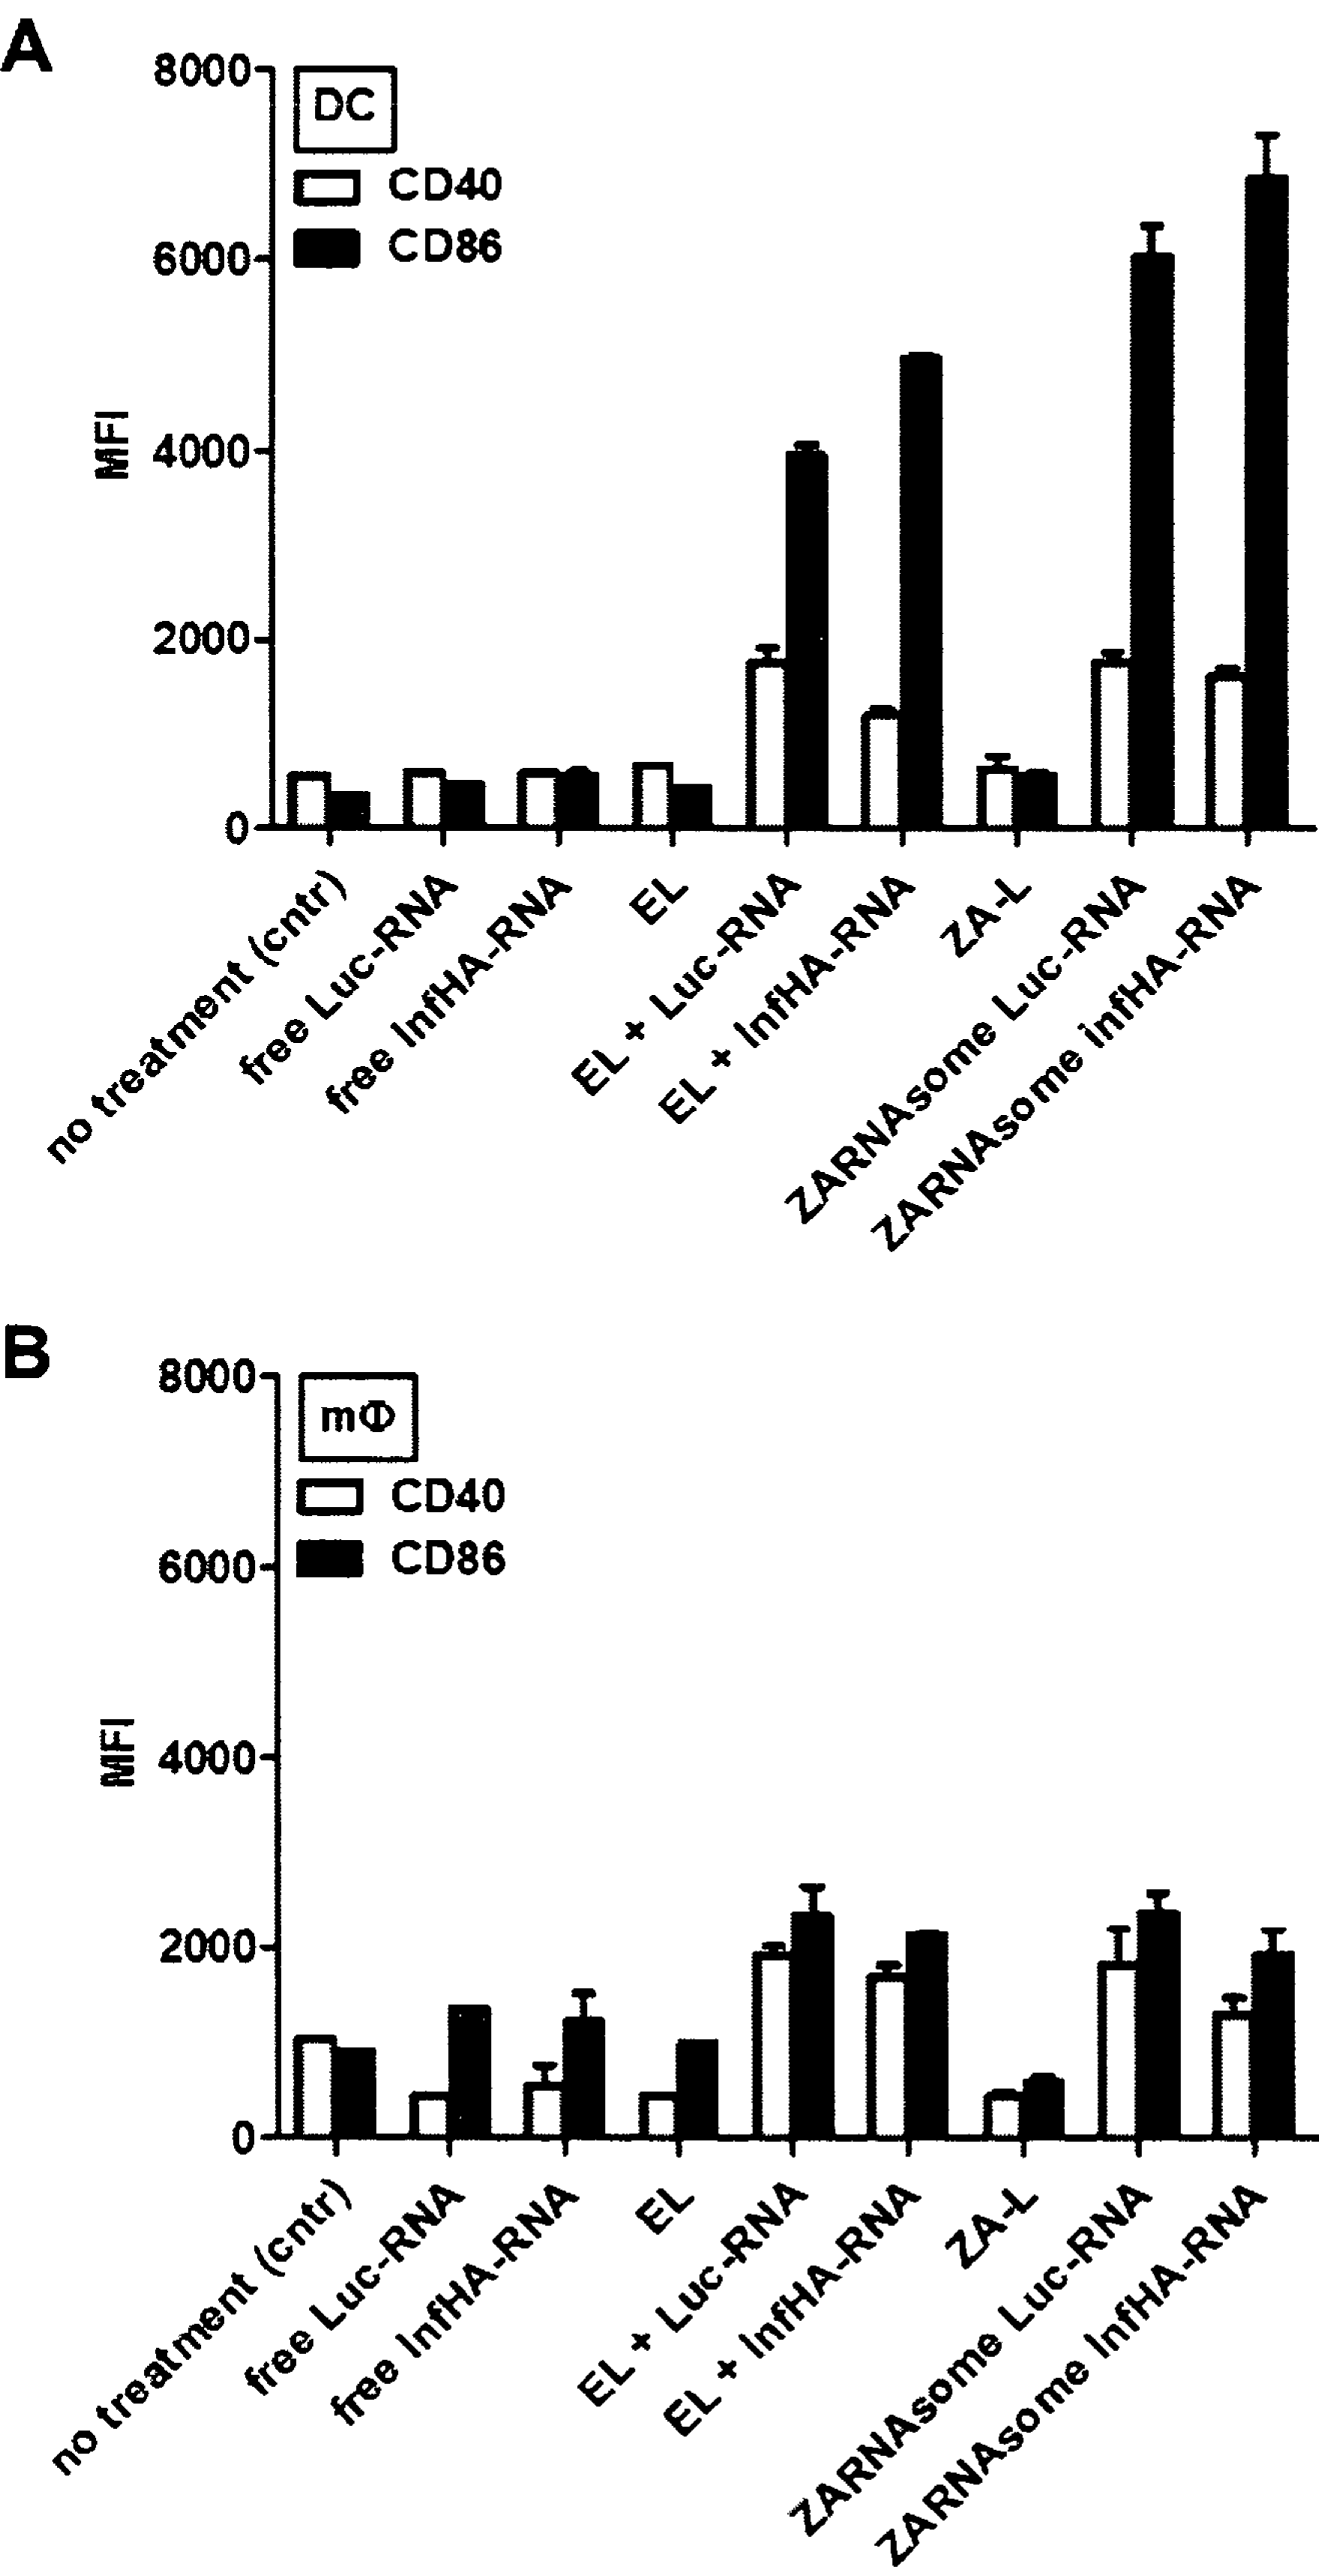 A
8000
DC
CD40
CD86
6000
MFI
4000
2000
0
no treatment (cntr)
free Luc-RNA
free InfHA-RNA
EL
EL + Luc-RNA
EL + InfHA-RNA
ZA-L
ZARNAsome Luc-RNA
ZARNAsome infHA-RNA
B
8000
mΦ
CD40
CD86
6000
MFI
4000
2000
0
no treatment (cntr)
free Luc-RNA
free InfHA-RNA
EL
EL + Luc-RNA
EL + InfHA-RNA
ZA-L
ZARNAsome Luc-RNA
ZARNAsome InfHA-RNA